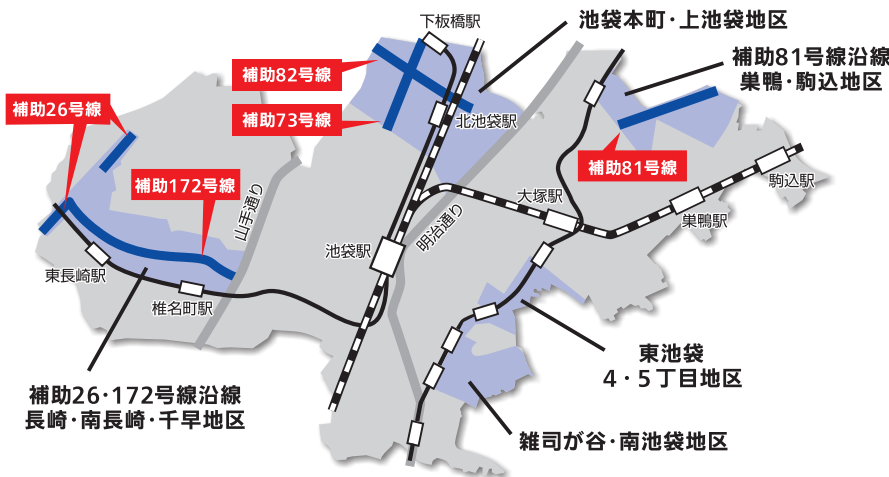 下板橋駅
池袋本町・上池袋地区
補助81号線沿線
巣鴨・駒込地区
補助82号線
補助73号線
北池袋駅
補助26号線
補助81号線
補助172号線
山手通り
大塚駅
駒込駅
巣鴨駅
明治通り
池袋駅
東長崎駅
椎名町駅
東池袋
4・5丁目地区
補助26・172号線沿線
長崎・南長崎・千早地区
雑司が谷・南池袋地区